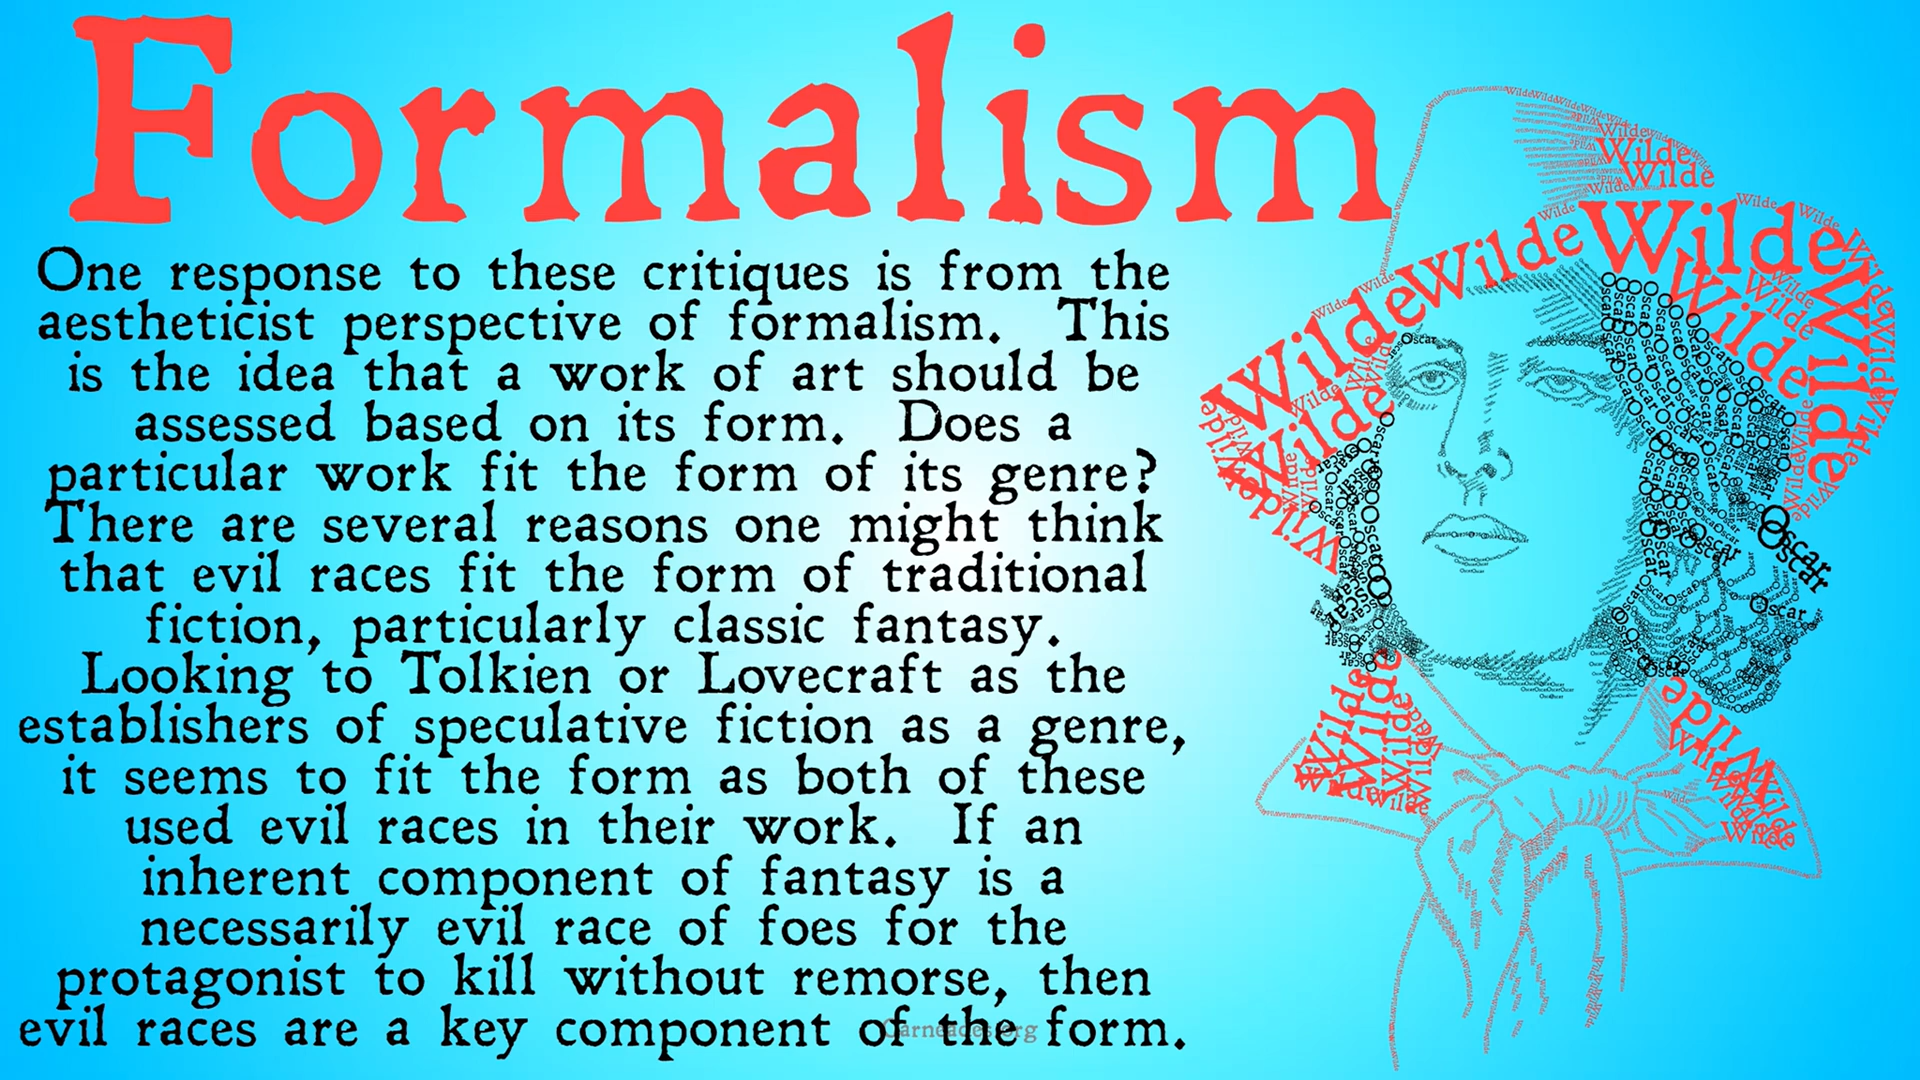 Formalism
One response to these critiques is from the
aestheticist perspective of formalism. This
is the idea that a work of art should be
assessed based on its form. Does a
particular work fit the form of its genre?
There are several reasons one might think
that evil races fit the form of traditional
fiction, particularly classic fantasy.
Looking to Tolkien or Lovecraft as the
establishers of speculative fiction as a genre,
it seems to fit the form as both of these
used evil races in their work. If an
inherent component of fantasy is a
necessarily evil race of foes for the
protagonist to kill without remorse, then
evil races are a key component of the form.
Carneades.org
Wilde
Wilde
Wilde
Wilde
Wilde
Wilde
Wilde
Wilde
Oscar
Oscar
Oscar